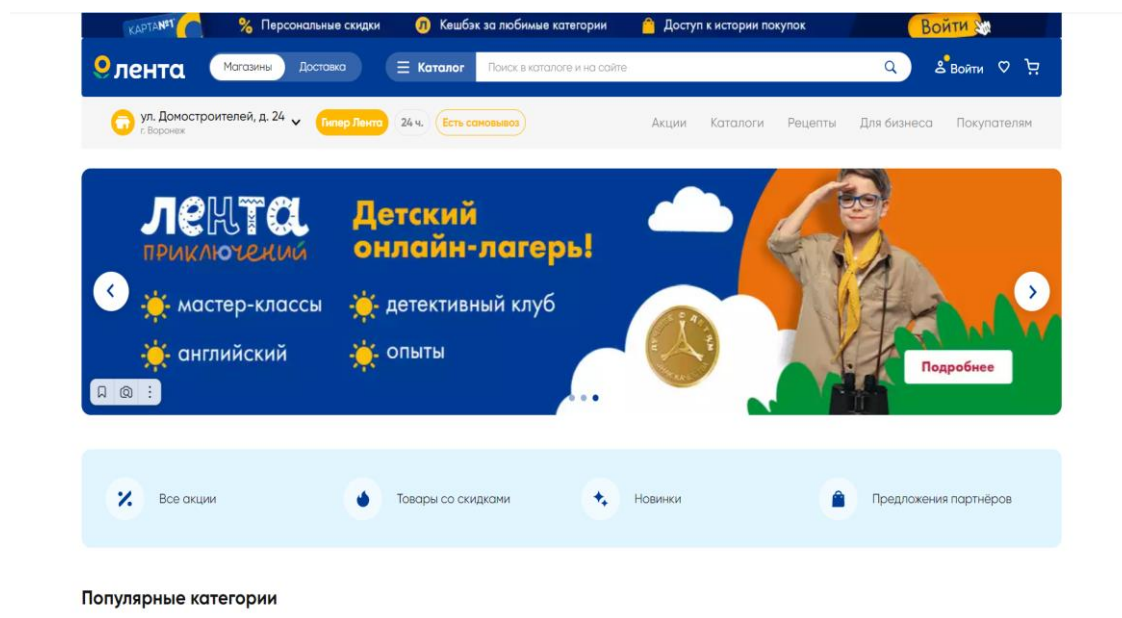 КАРТА№1
Персональные скидки
Кешбэк за любимые категории
Доступ к истории покупок
Войти
лента
Магазины
Доставка
Каталог
Поиск в каталоге и на сайте
Войти
ул. Домостроителей, д. 24
г. Воронеж
Гипер Лента
24 ч.
Есть самовывоз
Акции
Каталоги
Рецепты
Для бизнеса
Покупателям
лента
приключений
Детский
онлайн-лагерь!
мастер-классы
детективный клуб
английский
опыты
Подробнее
Все акции
Товары со скидками
Новинки
Предложения партнёров
Популярные категории